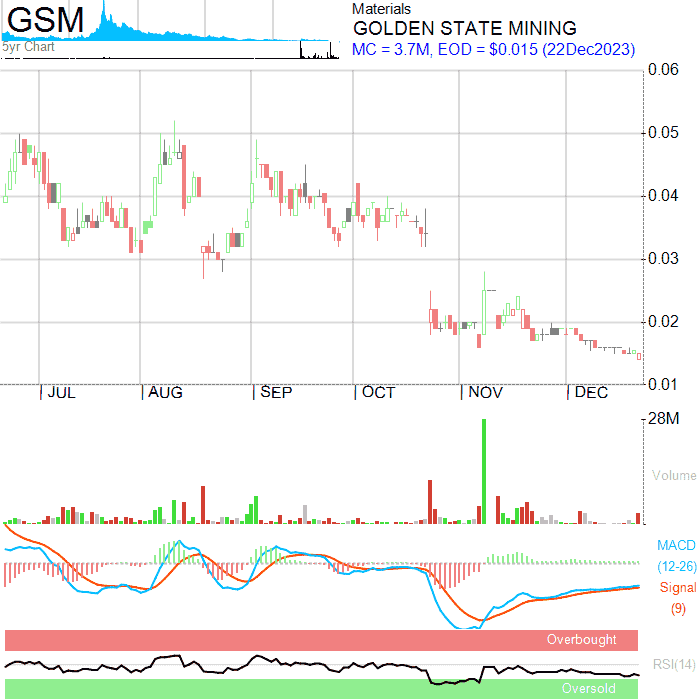 GSM
5yr Chart
Materials
GOLDEN STATE MINING
MC = 3.7M, EOD = $0.015 (22Dec2023)
0.06
0.05
0.04
0.03
0.02
0.01
JUL AUG SEP OCT NOV DEC
28M
Volume
MACD
(12-26)
Signal
(9)
Overbought
RSI(14)
Oversold